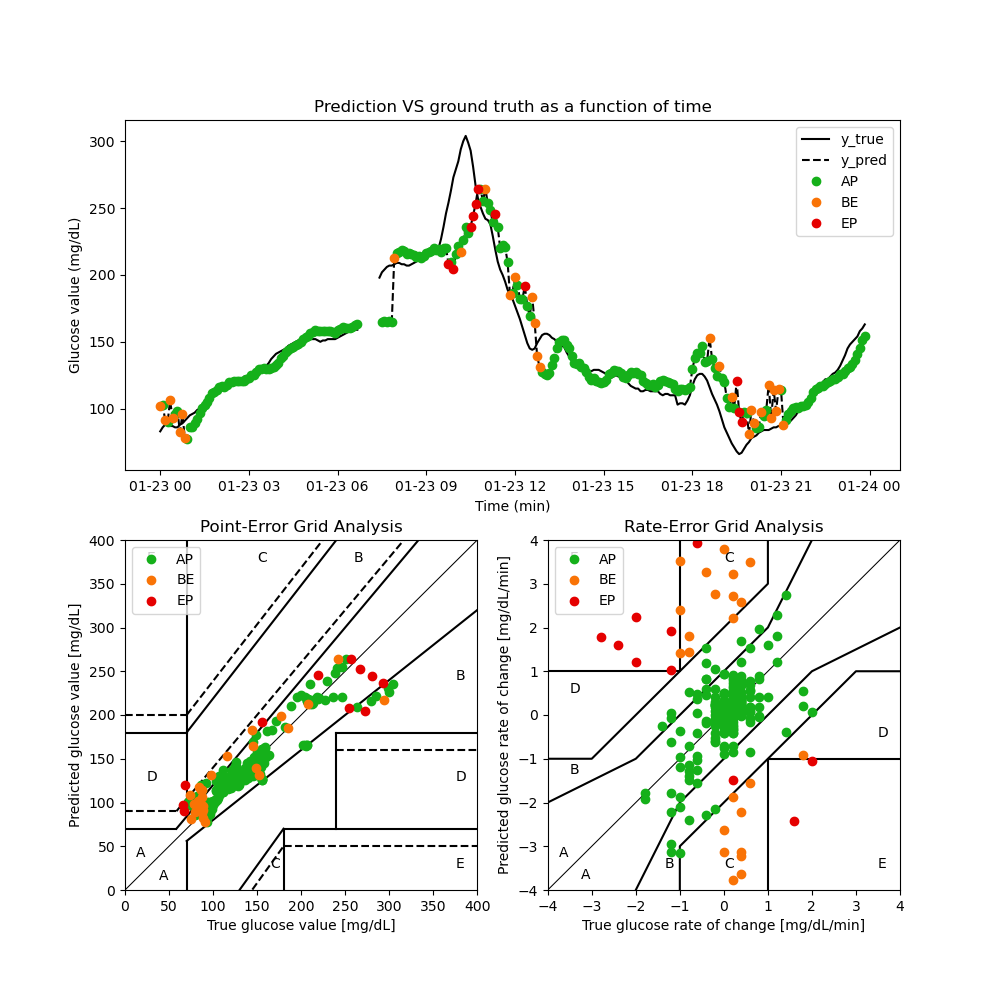 Prediction VS ground truth as a function of time
Glucose value (mg/dL)
300
250
200
150
100
y_true
y_pred
AP
BE
EP
01-23 00 01-23 03 01-23 06 01-23 09 01-23 12 01-23 15 01-23 18 01-23 21 01-24 00
Time (min)
Point-Error Grid Analysis
Predicted glucose value [mg/dL]
400
350
300
250
200
150
100
50
0
AP
BE
EP
C
B
B
D
D
A
A
C
E
0 50 100 150 200 250 300 350 400
True glucose value [mg/dL]
Rate-Error Grid Analysis
Predicted glucose rate of change [mg/dL/min]
4
3
2
1
0
−1
−2
−3
−4
AP
BE
EP
C
D
D
B
A
A
B
C
E
−4 −3 −2 −1 0 1 2 3 4
True glucose rate of change [mg/dL/min]